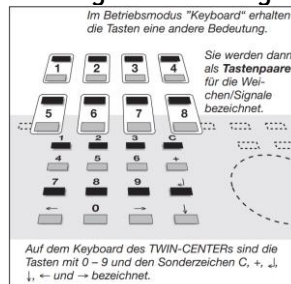 Im Betriebsmodus "Keyboard" erhalten
die Tasten eine andere Bedeutung.
Sie werden dann
als Tastenpaare
für die Wei-
chen/Signale
bezeichnet.
1 2 3 4
5 6 7 8
1 2 3 C
4 5 6 +
7 8 9 ↲
← 0 → ↓
Auf dem Keyboard des TWIN-CENTERs sind die
Tasten mit 0 – 9 und den Sonderzeichen C, +, ↲,
↓, ← und → bezeichnet.